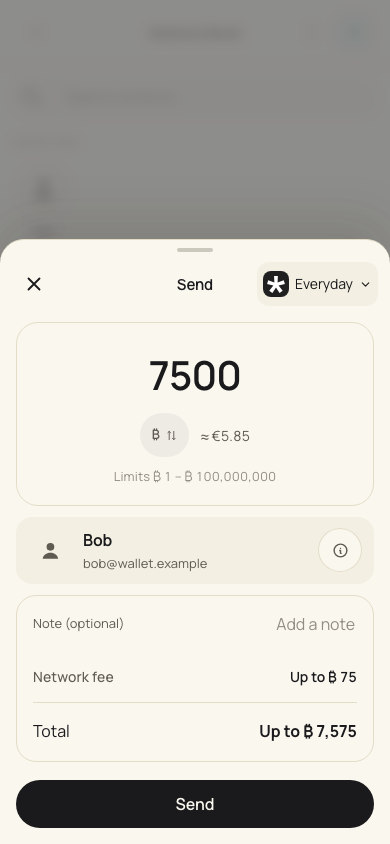 Send
Everyday
7500
₿
≈ €5.85
Limits ₿ 1 – ₿ 100,000,000
Bob
bob@wallet.example
Note (optional) Add a note
Network fee Up to ₿ 75
Total Up to ₿ 7,575
Send